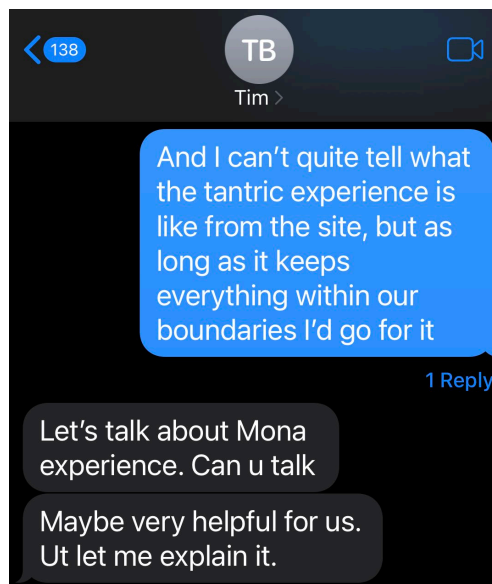 138
TB
Tim
And I can’t quite tell what
the tantric experience is
like from the site, but as
long as it keeps
everything within our
boundaries I’d go for it
1 Reply
Let’s talk about Mona
experience. Can u talk
Maybe very helpful for us.
Ut let me explain it.